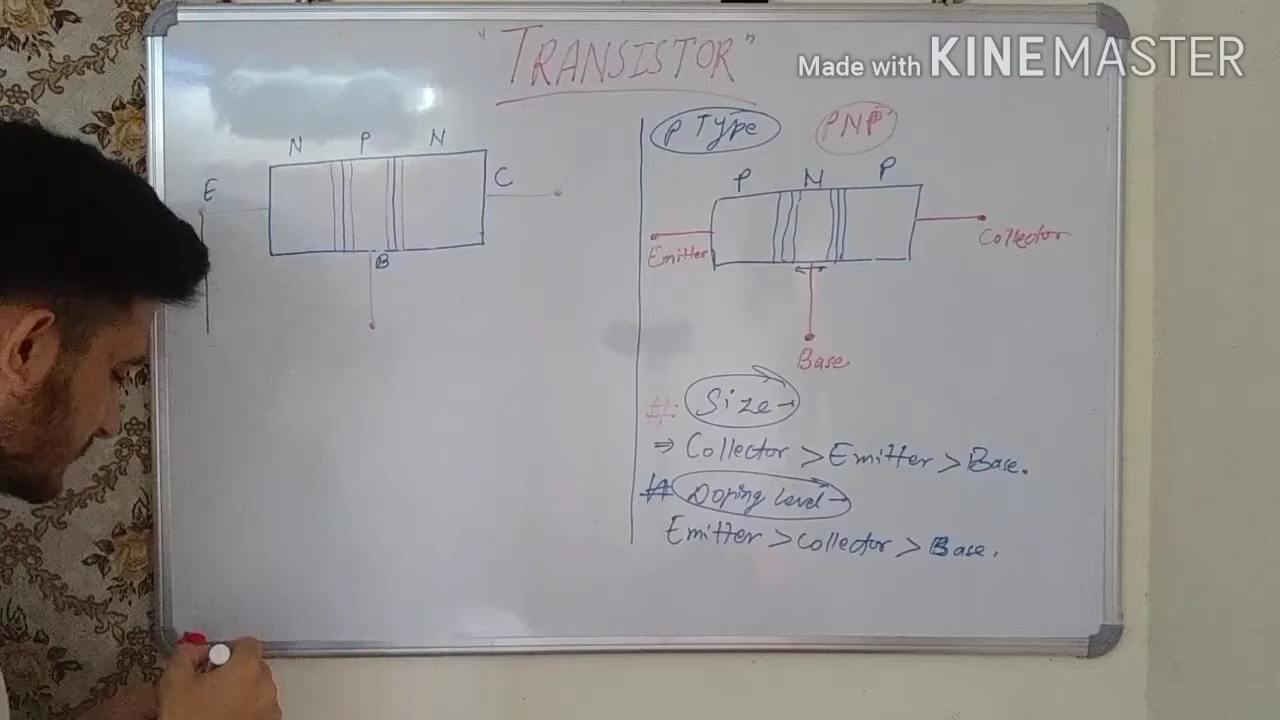 "TRANSISTOR"
Made with KINEMASTER
N P N
E
C
B
P Type
PNP
P N P
Emitter
Collector
Base
# Size→
⇒ Collector > Emitter > Base.
# Doping Level→
Emitter > Collector > Base.